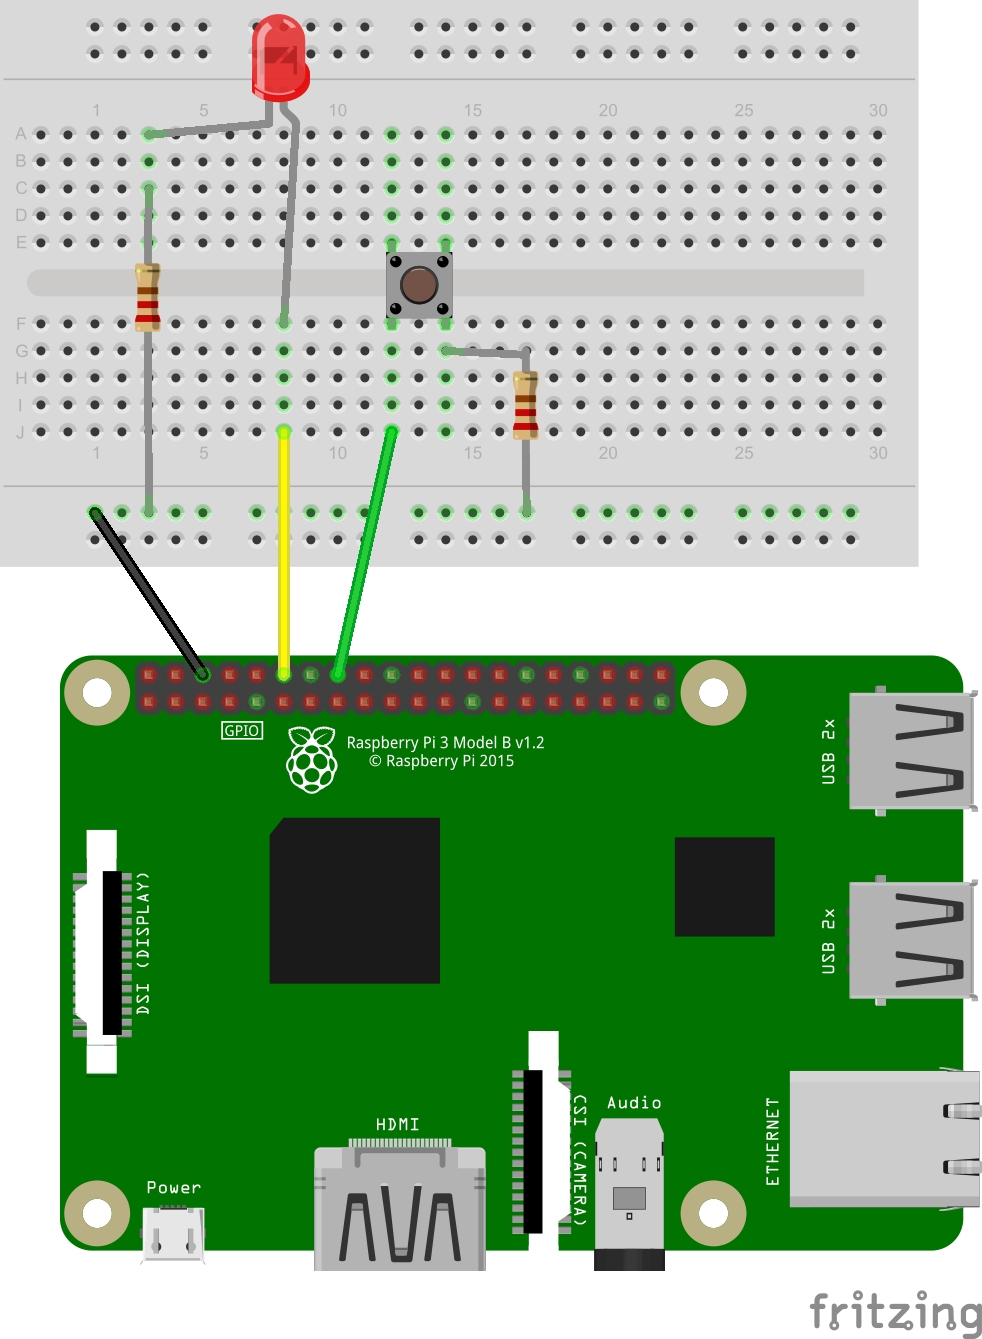 1 5 10 15 20 25 30
A
B
C
D
E
F
G
H
I
J
1 5 10 15 20 25 30
GPIO
Raspberry Pi 3 Model B v1.2
© Raspberry Pi 2015
USB 2x
DSI (DISPLAY)
USB 2x
HDMI
CSI (CAMERA)
Audio
ETHERNET
Power
fritzing